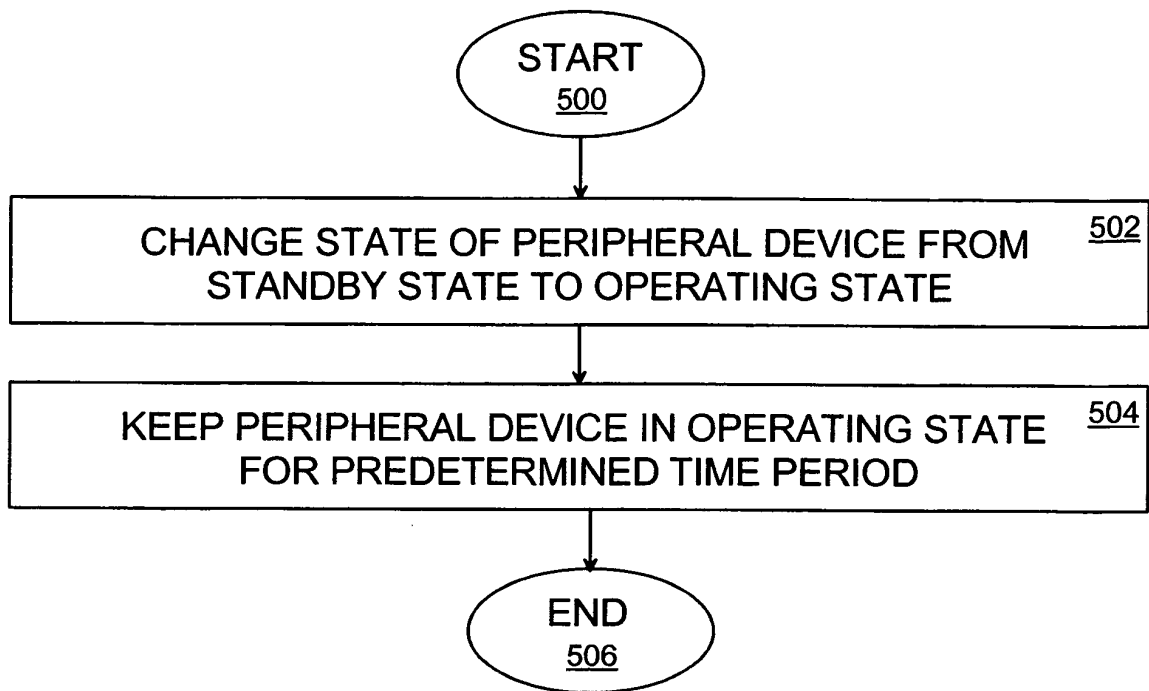 START
500
CHANGE STATE OF PERIPHERAL DEVICE FROM 502
STANDBY STATE TO OPERATING STATE
KEEP PERIPHERAL DEVICE IN OPERATING STATE 504
FOR PREDETERMINED TIME PERIOD
END
506